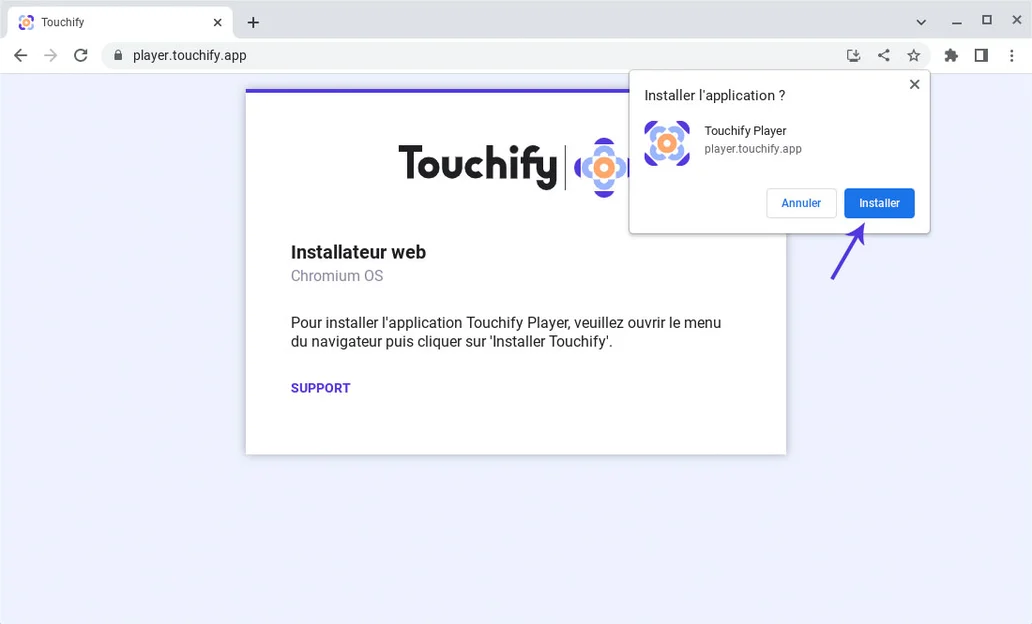 Touchify
player.touchify.app
Installer l'application ?
Touchify Player
player.touchify.app
Annuler
Installer
Touchify
Installateur web
Chromium OS
Pour installer l'application Touchify Player, veuillez ouvrir le menu
du navigateur puis cliquer sur 'Installer Touchify'.
SUPPORT